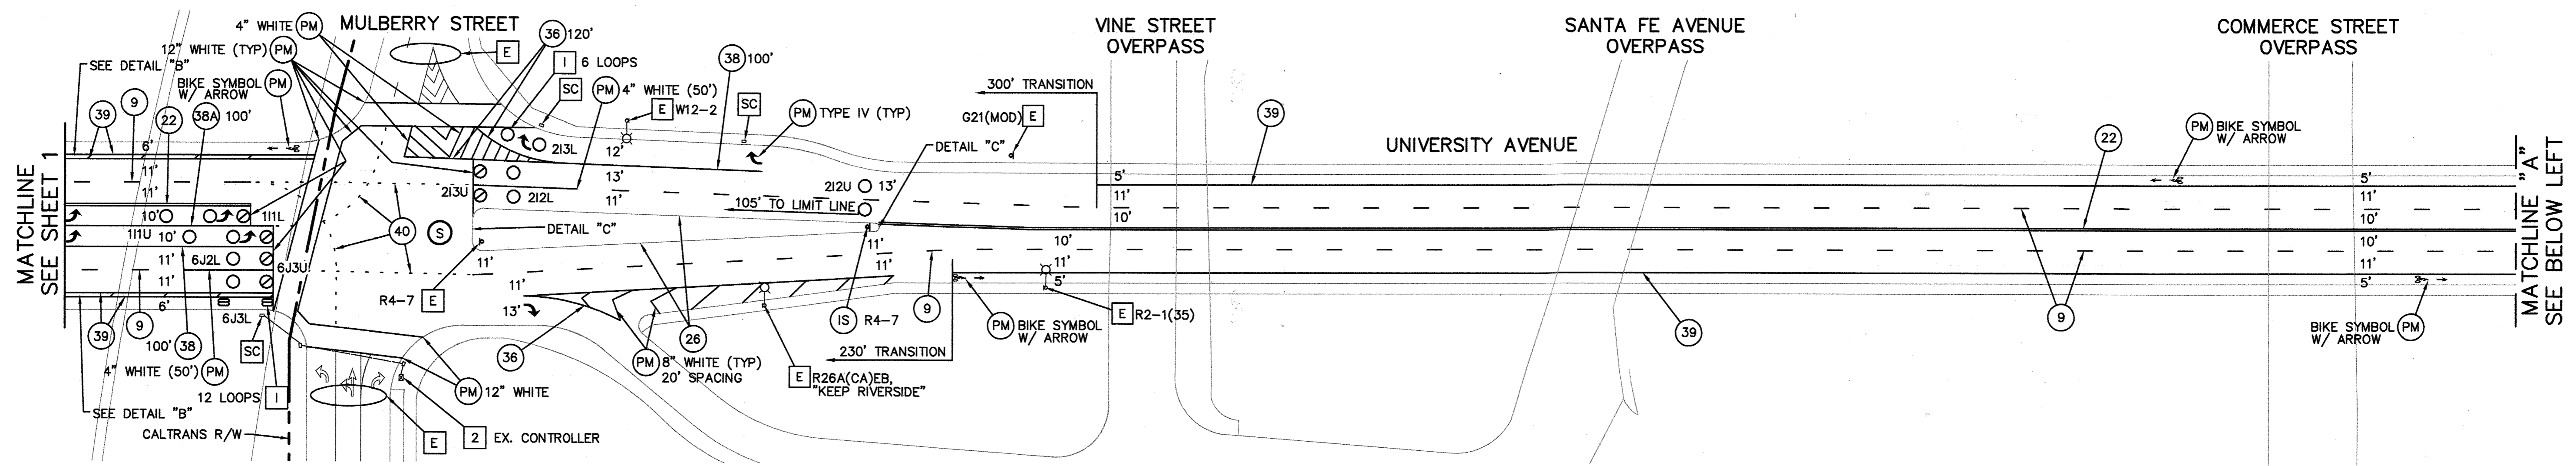 4" WHITE PM
MULBERRY STREET
VINE STREET
OVERPASS
SANTA FE AVENUE
OVERPASS
COMMERCE STREET
OVERPASS
12" WHITE (TYP) PM
E
36 120'
1 6 LOOPS
38 100'
SEE DETAIL "B"
BIKE SYMBOL PM
W/ ARROW
SC
PM 4" WHITE (50')
E W12-2
SC
PM TYPE IV (TYP)
300' TRANSITION
G21(MOD) E
39
9
22
38A 100'
39
UNIVERSITY AVENUE
PM BIKE SYMBOL
W/ ARROW
22
MATCHLINE
SEE SHEET 1
6'
11'
11'
10'
1I1L
1I1U 10'
11'
6J2L
11'
6J3U
6'
6J3L
2I3L
12'
13'
2I3U
2I2L
11'
2I2U
13'
105' TO LIMIT LINE
DETAIL "C"
DETAIL "C"
40
S
R4-7 E
11'
11'
13'
11'
11'
5'
11'
10'
10'
11'
5'
5'
11'
10'
10'
11'
5'
MATCHLINE "A"
SEE BELOW LEFT
39
9
100' 38
4" WHITE (50') PM
SC
12 LOOPS 1
SEE DETAIL "B"
CALTRANS R/W
E
2 EX. CONTROLLER
PM 12" WHITE
36
PM 8" WHITE (TYP)
20' SPACING
26
E R26A(CA)EB,
"KEEP RIVERSIDE"
IS R4-7
230' TRANSITION
9
PM BIKE SYMBOL
W/ ARROW
E R2-1(35)
39
9
BIKE SYMBOL PM
W/ ARROW